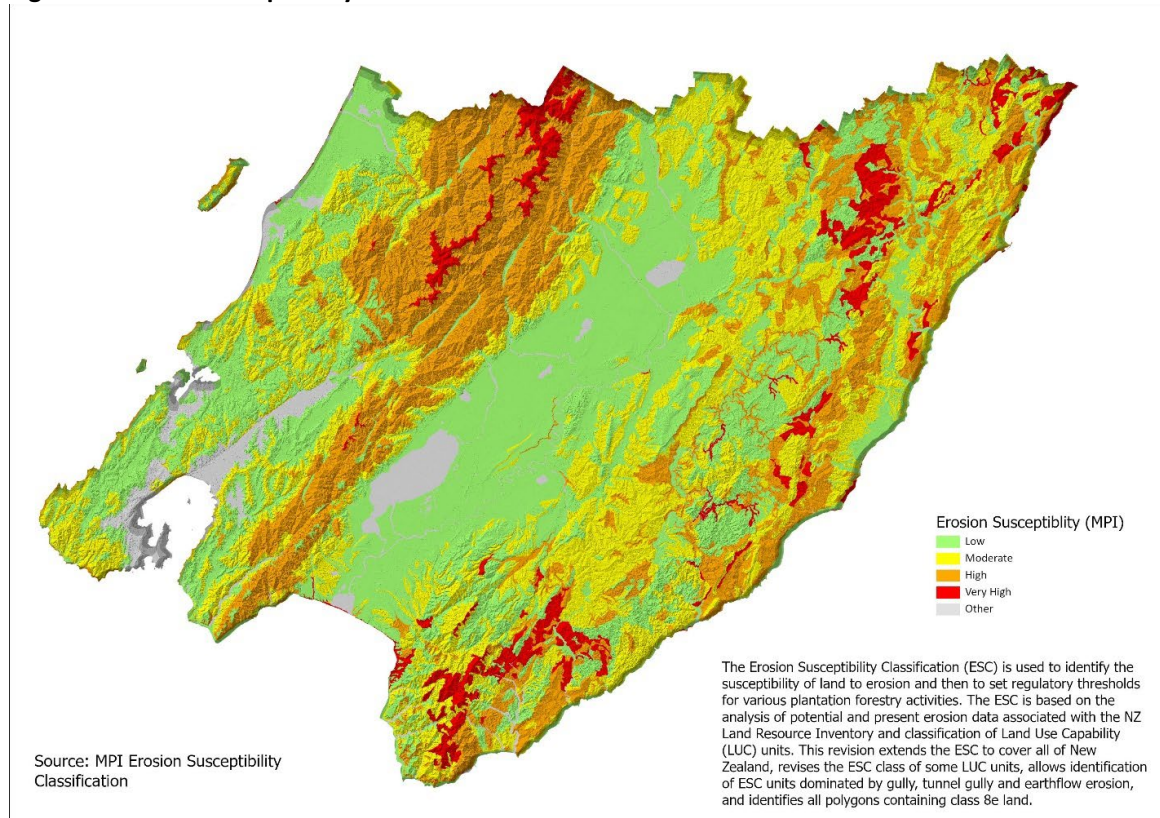 Erosion Susceptiblity (MPI)
Low
Moderate
High
Very High
Other
The Erosion Susceptibility Classification (ESC) is used to identify the
susceptibility of land to erosion and then to set regulatory thresholds
for various plantation forestry activities. The ESC is based on the
analysis of potential and present erosion data associated with the NZ
Land Resource Inventory and classification of Land Use Capability
(LUC) units. This revision extends the ESC to cover all of New
Zealand, revises the ESC class of some LUC units, allows identification
of ESC units dominated by gully, tunnel gully and earthflow erosion,
and identifies all polygons containing class 8e land.
Source: MPI Erosion Susceptibility
Classification